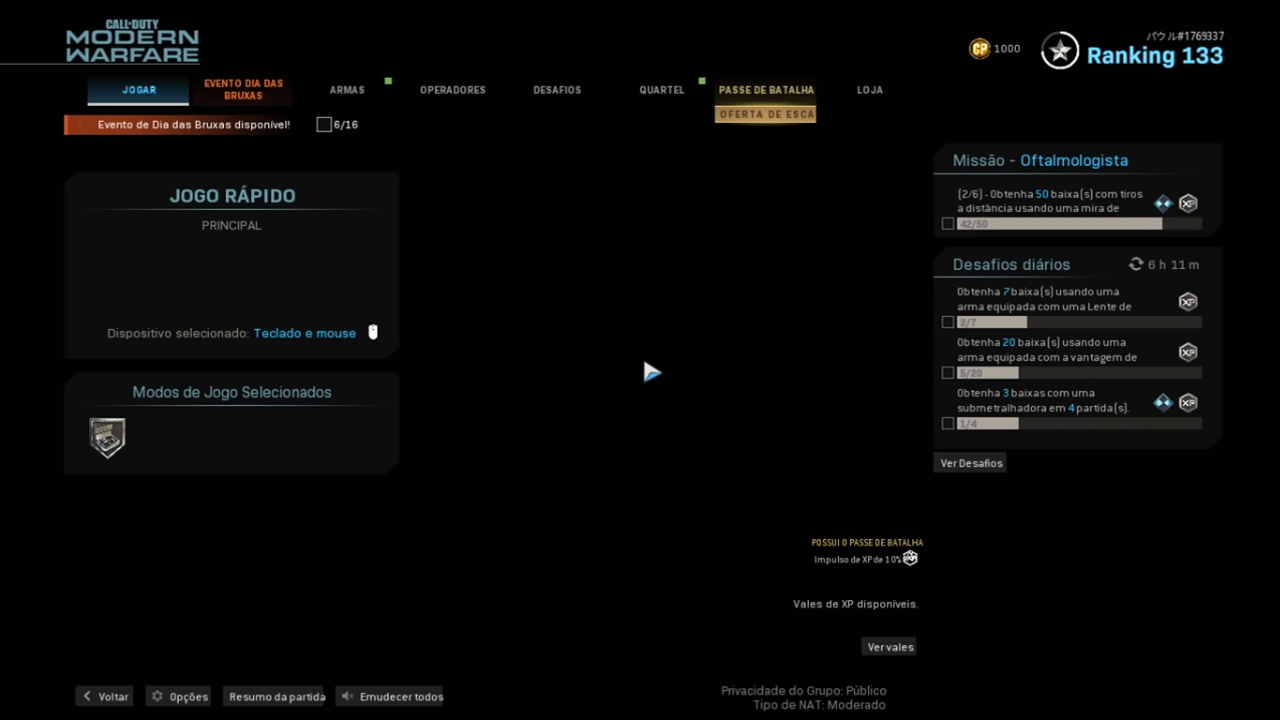 CALL·DUTY
MODERN
WARFARE
CP 1000
パウル#1769337
Ranking 133
JOGAR
EVENTO DIA DAS
BRUXAS
ARMAS
OPERADORES
DESAFIOS
QUARTEL
PASSE DE BATALHA
LOJA
OFERTA DE ESCA
Evento de Dia das Bruxas disponível!
6/16
JOGO RÁPIDO
PRINCIPAL
Dispositivo selecionado: Teclado e mouse
Modos de Jogo Selecionados
Missão - Oftalmologista
(2/6) - Obtenha 50 baixa(s) com tiros
a distância usando uma mira de
XP
42/50
Desafios diários
6 h 11 m
Obtenha 7 baixa(s) usando uma
arma equipada com uma Lente de
XP
2/7
Obtenha 20 baixa(s) usando uma
arma equipada com a vantagem de
XP
5/20
Obtenha 3 baixas com uma
submetralhadora em 4 partida(s).
XP
1/4
Ver Desafios
POSSUI O PASSE DE BATALHA
Impulso de XP de 10%
Vales de XP disponíveis.
Ver vales
Voltar
Opções
Resumo da partida
Emudecer todos
Privacidade do Grupo: Público
Tipo de NAT: Moderado